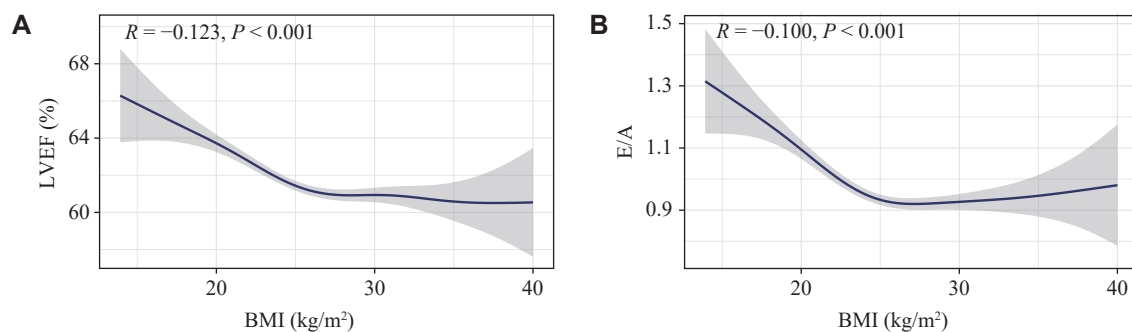 A
R = −0.123, P < 0.001
LVEF (%)
68
64
60
20
30
40
BMI (kg/m²)
B
R = −0.100, P < 0.001
E/A
1.5
1.3
1.1
0.9
20
30
40
BMI (kg/m²)